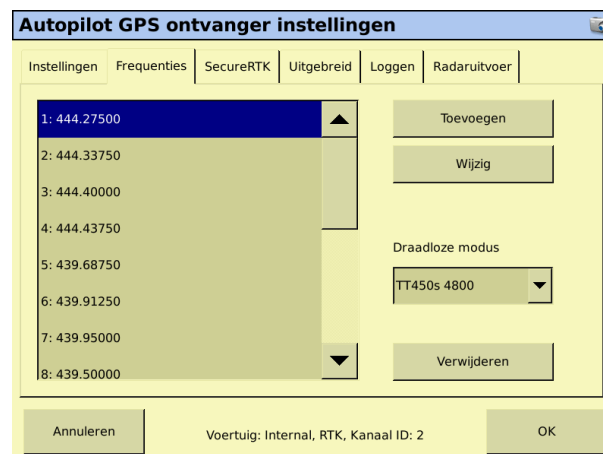 Autopilot GPS ontvanger instellingen
Instellingen Frequenties SecureRTK Uitgebreid Loggen Radaruitvoer
1: 444.27500
2: 444.33750
3: 444.40000
4: 444.43750
5: 439.68750
6: 439.91250
7: 439.95000
8: 439.50000
Toevoegen
Wijzig
Draadloze modus
TT450s 4800
Verwijderen
Annuleren
Voertuig: Internal, RTK, Kanaal ID: 2
OK